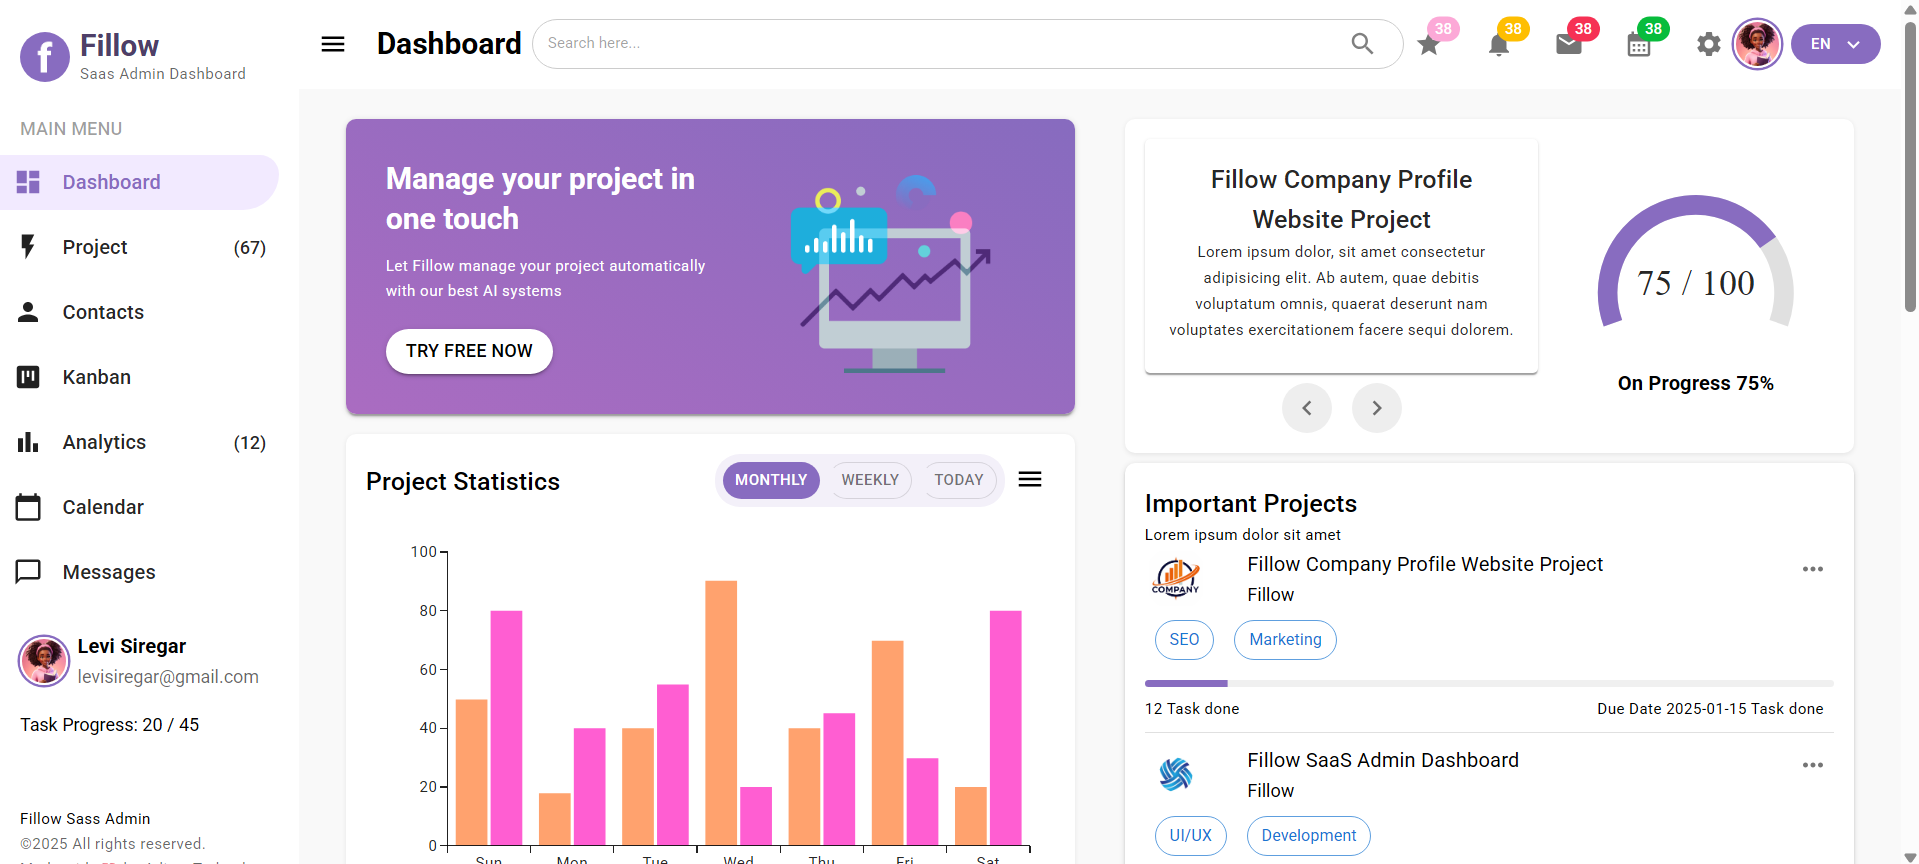 Fillow
Saas Admin Dashboard
MAIN MENU
Dashboard
Project (67)
Contacts
Kanban
Analytics (12)
Calendar
Messages
Levi Siregar
levisiregar@gmail.com
Task Progress: 20 / 45
Fillow Sass Admin
©2025 All rights reserved.
Dashboard
Search here...
38
38
38
38
EN
Manage your project in
one touch
Let Fillow manage your project automatically
with our best AI systems
TRY FREE NOW
Fillow Company Profile
Website Project
Lorem ipsum dolor, sit amet consectetur
adipisicing elit. Ab autem, quae debitis
voluptatum omnis, quaerat deserunt nam
voluptates exercitationem facere sequi dolorem.
75 / 100
On Progress 75%
Project Statistics
MONTHLY WEEKLY TODAY
100
80
60
40
20
0
Sun Mon Tue Wed Thu Fri Sat
Important Projects
Lorem ipsum dolor sit amet
COMPANY
Fillow Company Profile Website Project
Fillow
SEO Marketing
12 Task done Due Date 2025-01-15 Task done
Fillow SaaS Admin Dashboard
Fillow
UI/UX Development